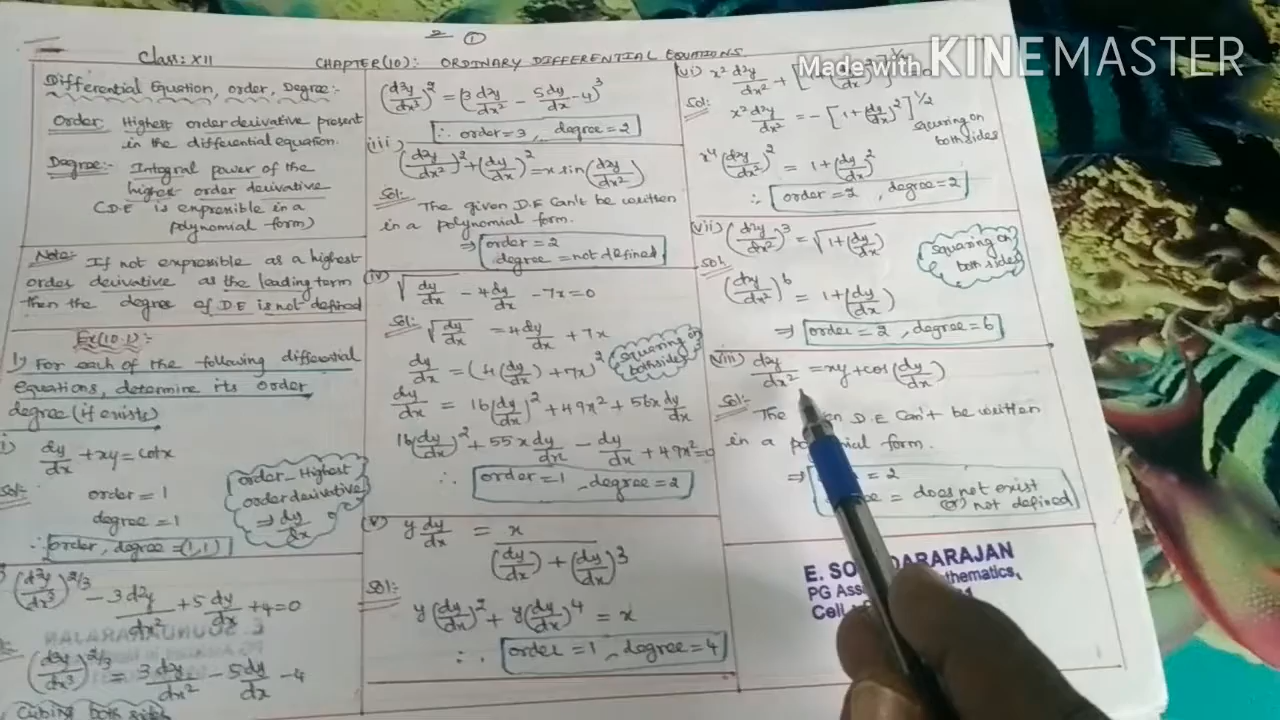 2 ①
Class: XII
CHAPTER(10): ORDINARY DIFFERENTIAL EQUATIONS
Made with KINEMASTER
Differential Equation, order, Degree:-
Order: Highest order derivative present
in the differential equation.
Degree:- Integral power of the
highest order derivative
(D.E is expressible in a
polynomial form)
Note: If not expressible as a highest
order derivative as the leading term
then the degree of D.E is not defined
Ex(10.1):-
1) For each of the following differential
Equations, determine its order,
degree (if exists)
i) dy/dx + xy = cotx
Sol:
order = 1
degree = 1
∴ order, degree = (1,1)
order - Highest
order derivative
⇒ dy/dx
(d³y/dx³)^2/3 - 3 d²y/dx² + 5 dy/dx + 4 = 0
(d³y/dx³)^2/3 = 3 d²y/dx² - 5 dy/dx - 4
Cubing both sides
(d³y/dx³)² = (3 d²y/dx² - 5 dy/dx - 4)³
∴ order = 3, degree = 2
iii) (d²y/dx²)² + (dy/dx)² = x sin(d²y/dx²)
Sol:
The given D.E Can't be written
in a polynomial form.
⇒ order = 2
degree = not defined
iv) √dy/dx - 4 dy/dx - 7x = 0
Sol: √dy/dx = 4 dy/dx + 7x
dy/dx = (4(dy/dx) + 7x)²
squaring on
both sides
dy/dx = 16(dy/dx)² + 49x² + 56x dy/dx
16(dy/dx)² + 55x dy/dx - dy/dx + 49x² = 0
∴ order = 1, degree = 2
v) y dy/dx = x / (dy/dx) + (dy/dx)³
Sol:
y(dy/dx)² + y(dy/dx)⁴ = x
∴ order = 1, degree = 4
vi) x² d²y/dx² +
Sol:
x² d²y/dx² = -[1+(dy/dx)²]^1/2
squaring on
both sides
x⁴(d²y/dx²)² = 1+(dy/dx)²
∴ order = 2, degree = 2
vii) (d²y/dx²)³ = √1+(dy/dx)
squaring on
both sides
Sol:
(d²y/dx²)⁶ = 1+(dy/dx)
⇒ order = 2, degree = 6
viii) d²y/dx² = xy + cos(dy/dx)
Sol:
The D.E Can't be written
in a form.
⇒ = 2
= does not exist
(or) not defined
E. SO DARARAJAN
PG Ass thematics,
Cell